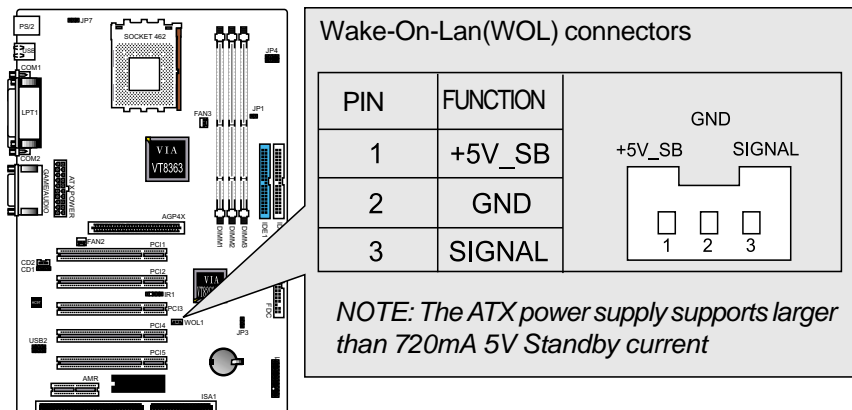 PS/2
JP7
SOCKET 462
USB
JP4
COM1
LPT1
FAN3
JP1
VIA
VT8363
COM2
GAME/AUDIO
ATX POWER
IDE1
AGP4X
FAN2
DIMM1
DIMM2
DIMM3
PCI1
CD2
CD1
PCI2
VIA
IR1
PCI3
FDC
WOL1
PCI4
JP3
USB2
PCI5
AMR
ISA1
Wake-On-Lan(WOL) connectors
PIN FUNCTION
1 +5V_SB
2 GND
3 SIGNAL
GND
+5V_SB SIGNAL
1 2 3
NOTE: The ATX power supply supports larger
than 720mA 5V Standby current